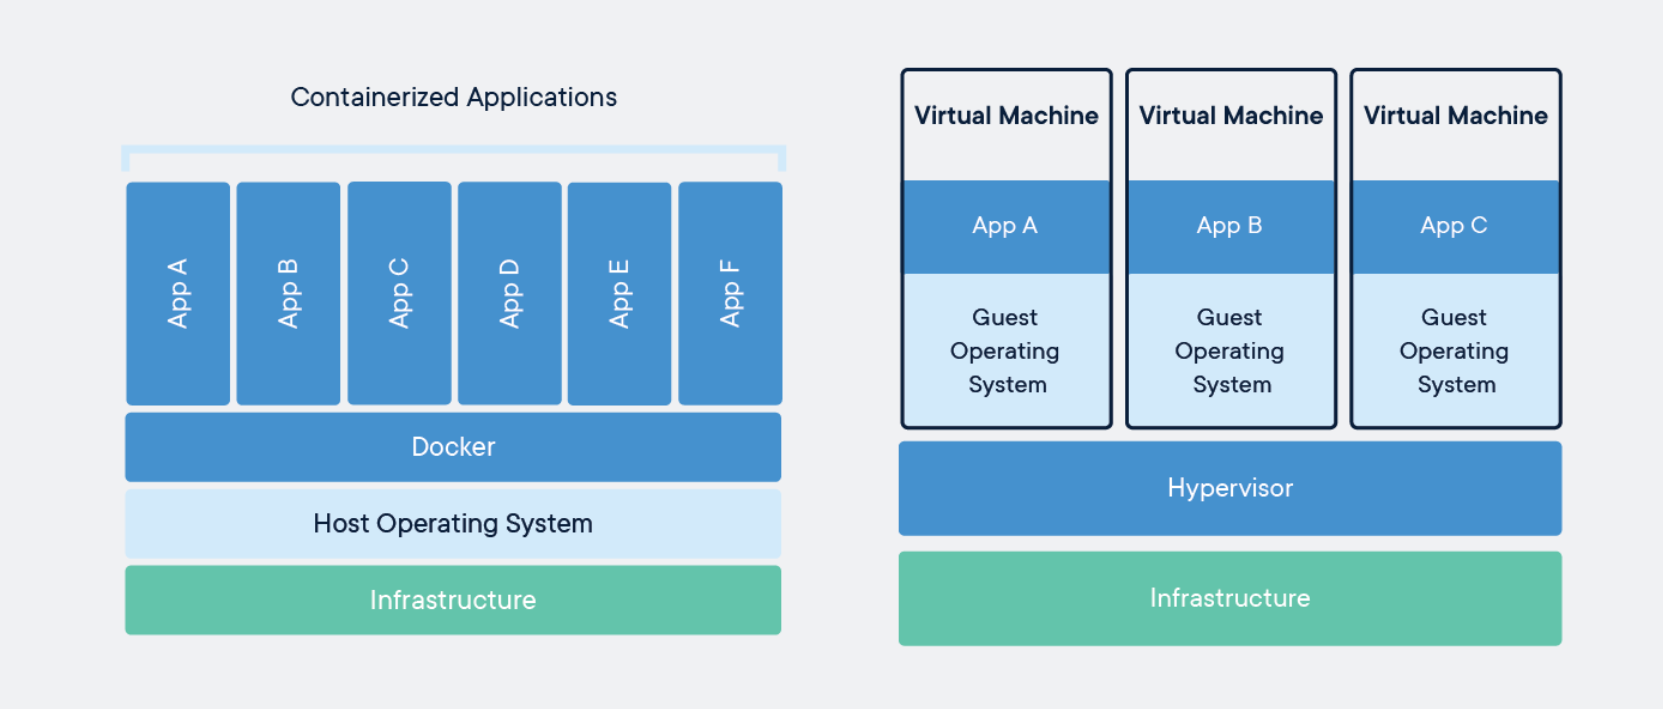 Containerized Applications
App A
App B
App C
App D
App E
App F
Docker
Host Operating System
Infrastructure
Virtual Machine
App A
Guest
Operating
System
Virtual Machine
App B
Guest
Operating
System
Virtual Machine
App C
Guest
Operating
System
Hypervisor
Infrastructure